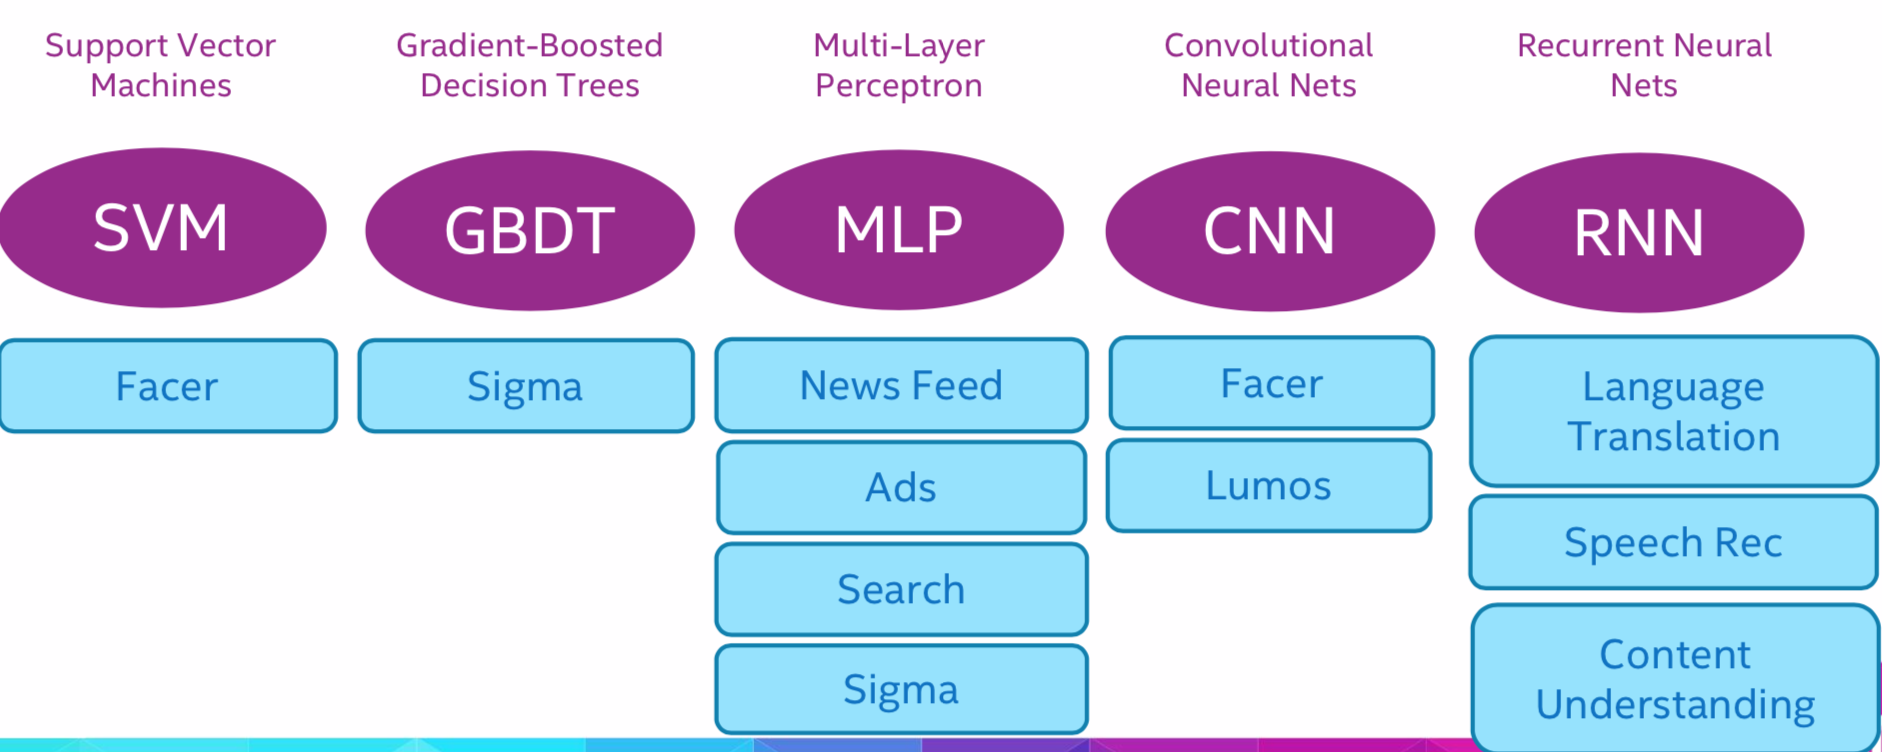 Support Vector
Machines
Gradient-Boosted
Decision Trees
Multi-Layer
Perceptron
Convolutional
Neural Nets
Recurrent Neural
Nets
SVM
GBDT
MLP
CNN
RNN
Facer
Sigma
News Feed
Ads
Search
Sigma
Facer
Lumos
Language
Translation
Speech Rec
Content
Understanding